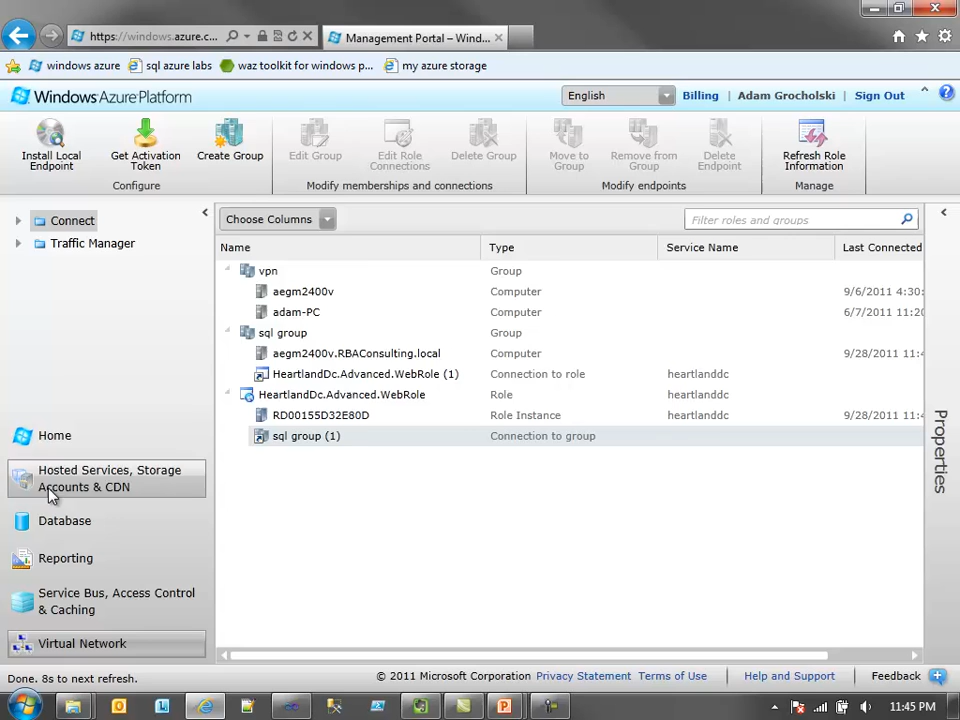 https://windows.azure.c...
Management Portal – Wind...
windows azure
sql azure labs
waz toolkit for windows p...
my azure storage
Windows Azure Platform
English
Billing
Adam Grocholski
Sign Out
Install Local Endpoint
Get Activation Token
Create Group
Configure
Edit Group
Edit Role Connections
Delete Group
Modify memberships and connections
Move to Group
Remove from Group
Delete Endpoint
Modify endpoints
Refresh Role Information
Manage
Connect
Traffic Manager
Choose Columns
Filter roles and groups
Name Type Service Name Last Connected
vpn Group
aegm2400v Computer 9/6/2011 4:30:
adam-PC Computer 6/7/2011 11:20
sql group Group
aegm2400v.RBAConsulting.local Computer 9/28/2011 11:4
HeartlandDc.Advanced.WebRole (1) Connection to role heartlanddc
HeartlandDc.Advanced.WebRole Role heartlanddc
RD00155D32E80D Role Instance heartlanddc 9/28/2011 11:4
sql group (1) Connection to group
Properties
Home
Hosted Services, Storage
Accounts & CDN
Database
Reporting
Service Bus, Access Control
& Caching
Virtual Network
Done. 8s to next refresh.
© 2011 Microsoft Corporation Privacy Statement Terms of Use Help and Support Feedback
11:45 PM